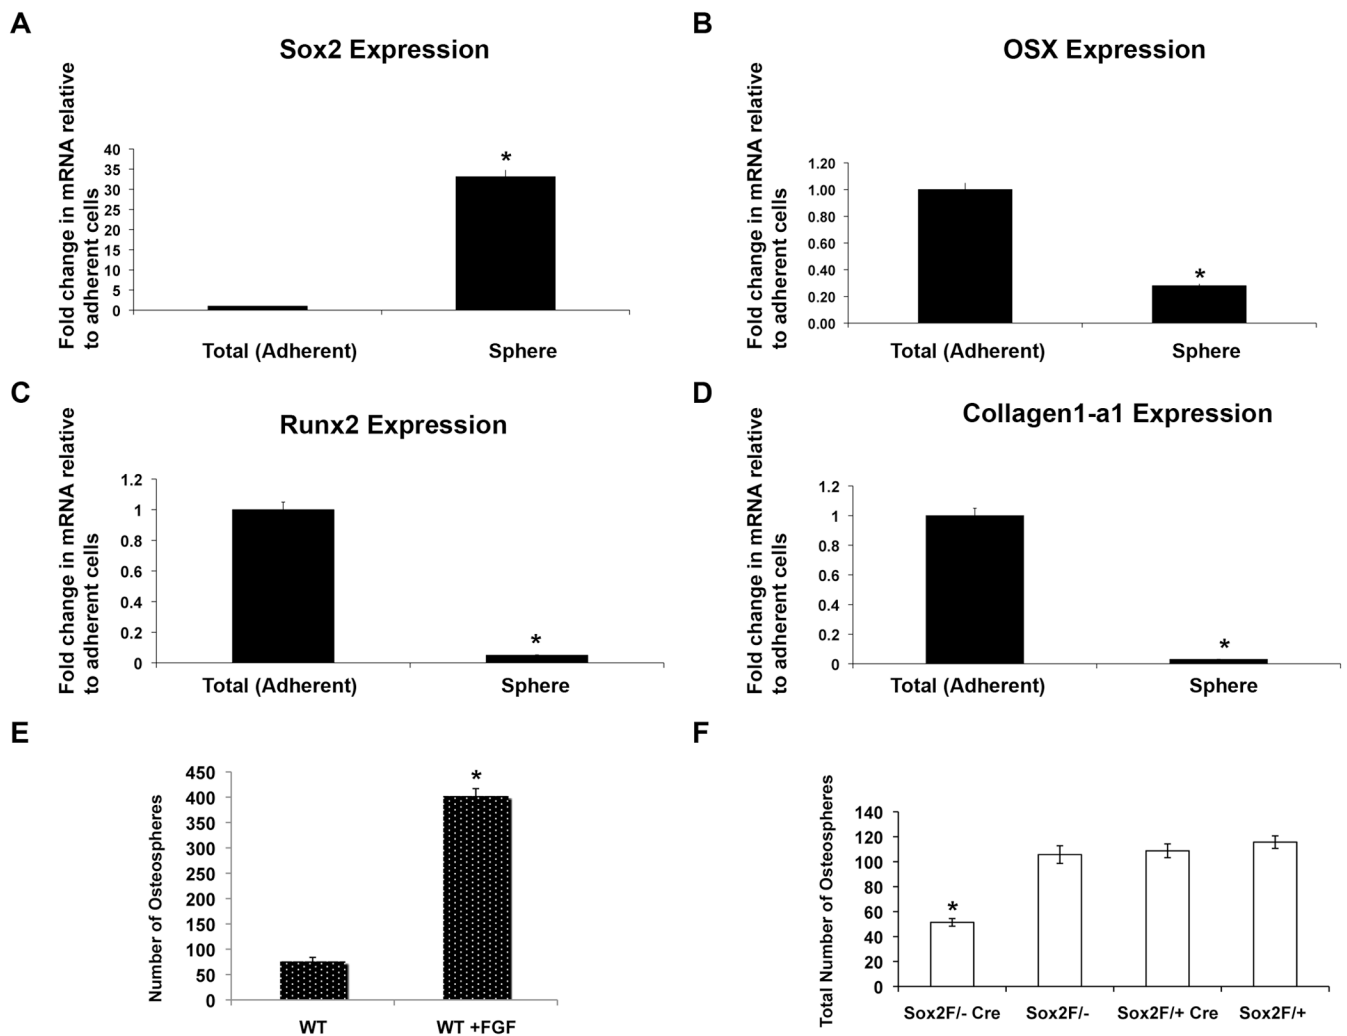 A
Sox2 Expression
Fold change in mRNA relative
to adherent cells
40
35
30
25
20
15
10
5
0
*
Total (Adherent)
Sphere
B
OSX Expression
Fold change in mRNA relative
to adherent cells
1.20
1.00
0.80
0.60
0.40
0.20
0.00
*
Total (Adherent)
Sphere
C
Runx2 Expression
Fold change in mRNA relative
to adherent cells
1.2
1
0.8
0.6
0.4
0.2
0
*
Total (Adherent)
Sphere
D
Collagen1-a1 Expression
Fold change in mRNA relative
to adherent cells
1.2
1
0.8
0.6
0.4
0.2
0
*
Total (Adherent)
Sphere
E
Number of Osteospheres
450
400
350
300
250
200
150
100
50
0
*
WT
WT +FGF
F
Total Number of Osteospheres
140
120
100
80
60
40
20
0
*
Sox2F/- Cre
Sox2F/-
Sox2F/+ Cre
Sox2F/+